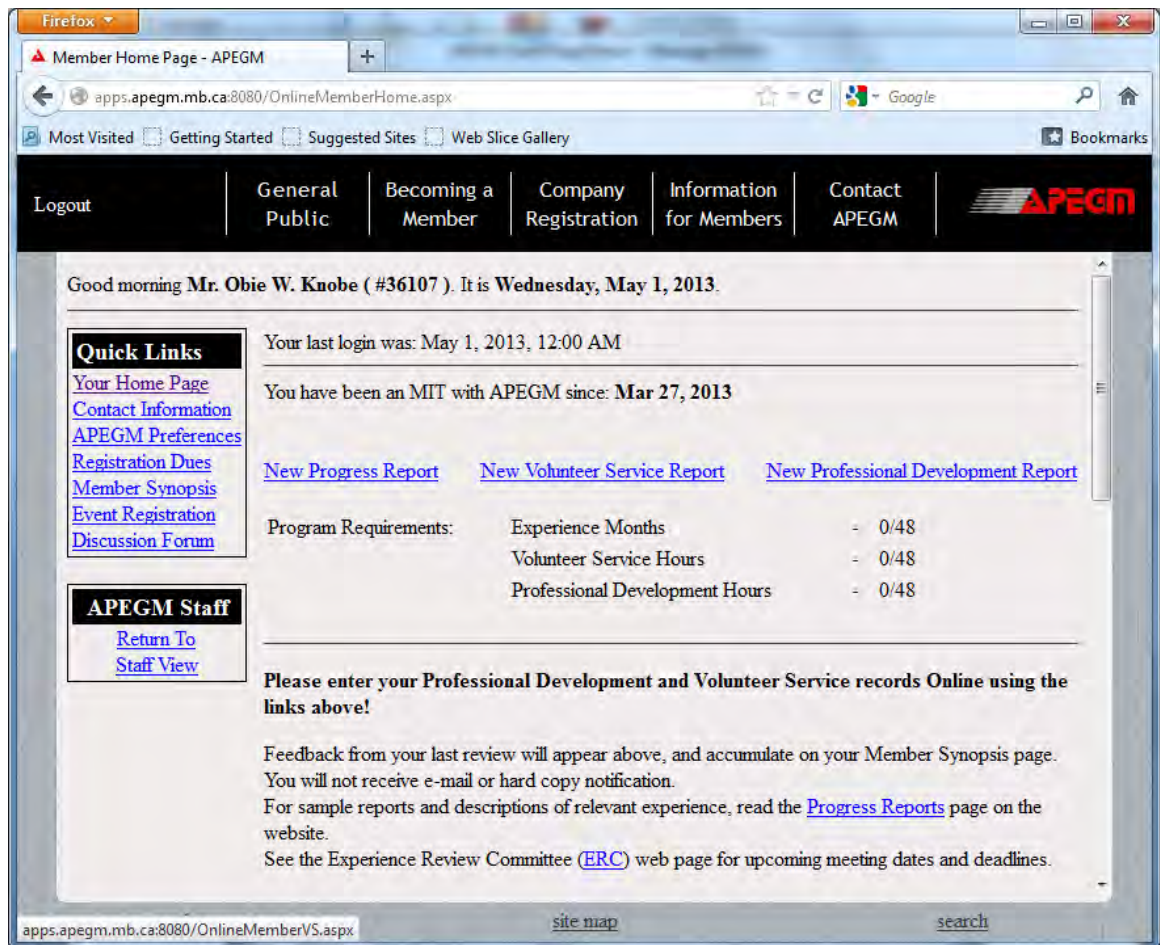 Firefox
Member Home Page - APEGM
+
apps.apegm.mb.ca:8080/OnlineMemberHome.aspx
Google
Most Visited Getting Started Suggested Sites Web Slice Gallery Bookmarks
Logout
General Public
Becoming a Member
Company Registration
Information for Members
Contact APEGM
APEGM
Good morning Mr. Obie W. Knobe ( #36107 ). It is Wednesday, May 1, 2013.
Quick Links
Your Home Page
Contact Information
APEGM Preferences
Registration Dues
Member Synopsis
Event Registration
Discussion Forum
APEGM Staff
Return To
Staff View
Your last login was: May 1, 2013, 12:00 AM
You have been an MIT with APEGM since: Mar 27, 2013
New Progress Report New Volunteer Service Report New Professional Development Report
Program Requirements: Experience Months - 0/48
Volunteer Service Hours - 0/48
Professional Development Hours - 0/48
Please enter your Professional Development and Volunteer Service records Online using the
links above!
Feedback from your last review will appear above, and accumulate on your Member Synopsis page.
You will not receive e-mail or hard copy notification.
For sample reports and descriptions of relevant experience, read the Progress Reports page on the
website.
See the Experience Review Committee (ERC) web page for upcoming meeting dates and deadlines.
site map search
apps.apegm.mb.ca:8080/OnlineMemberVS.aspx